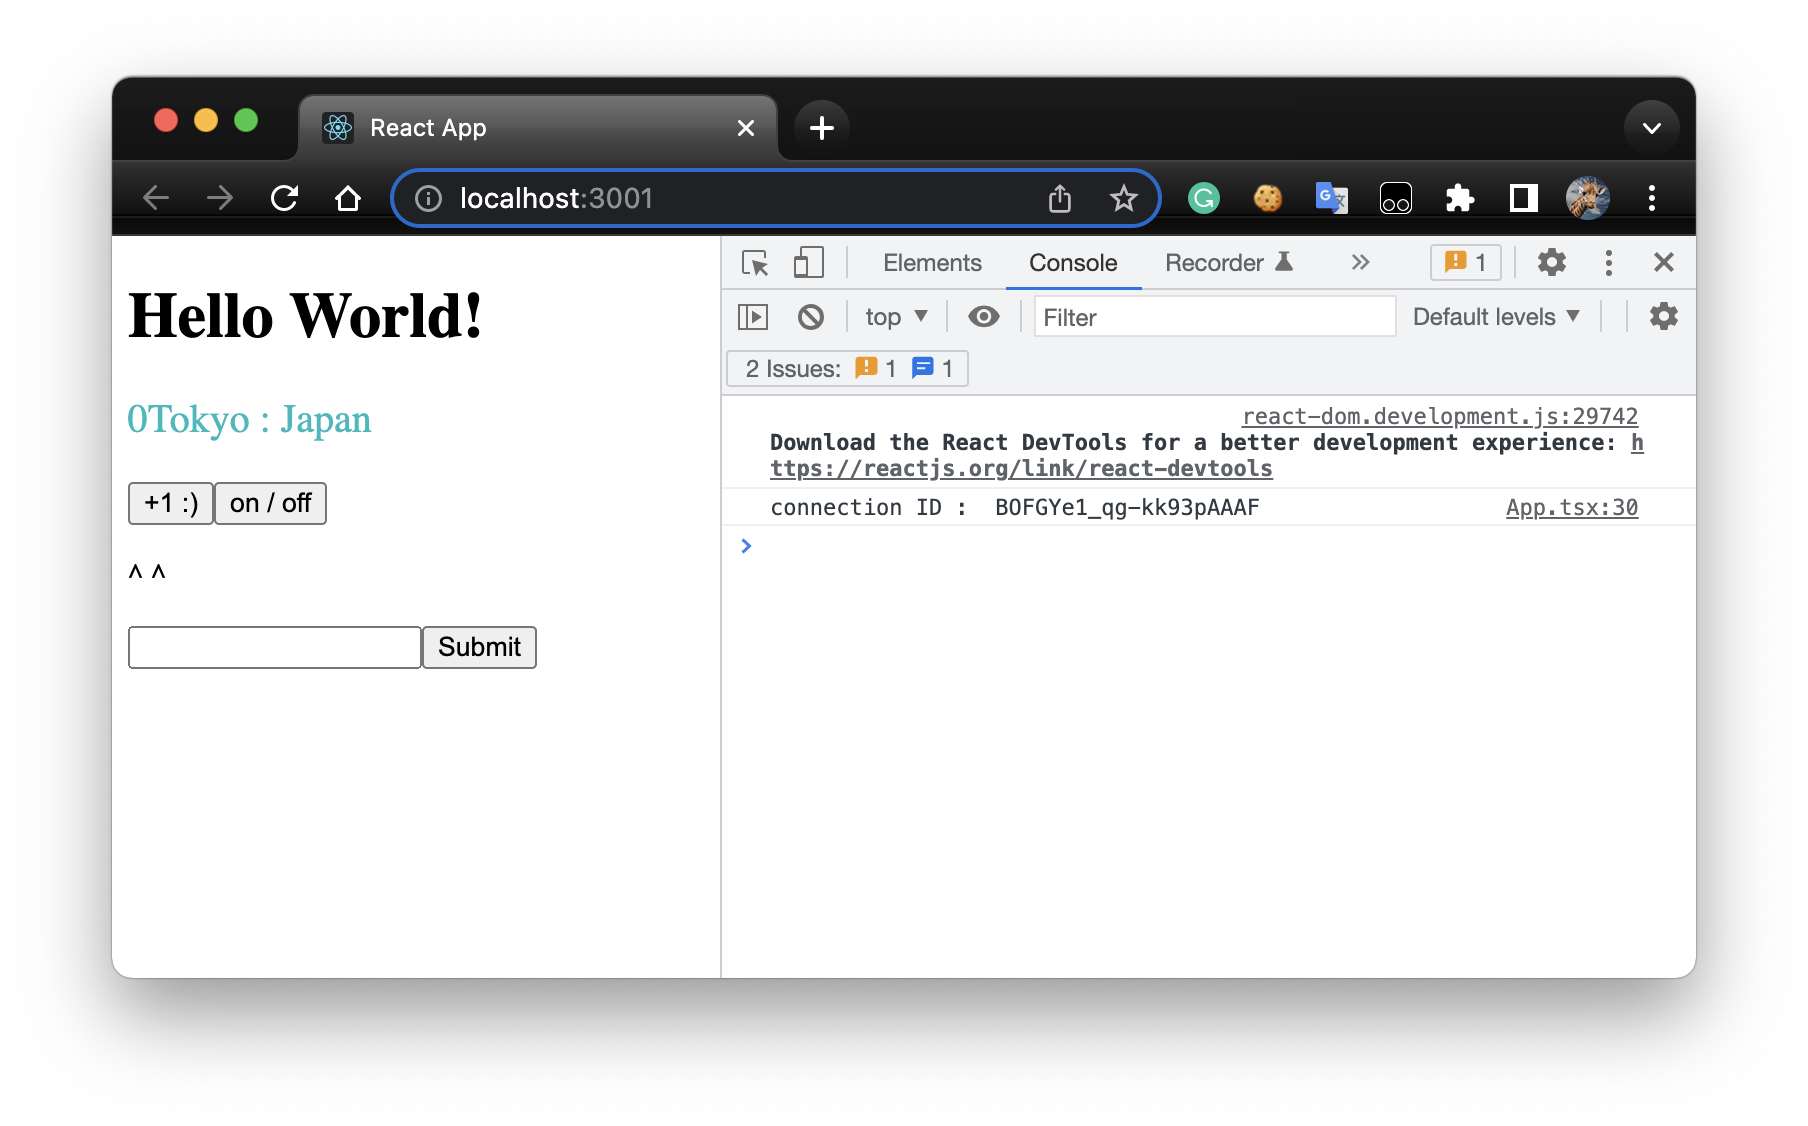 React App
localhost:3001
Hello World!
0Tokyo : Japan
+1 :) on / off
^ ^
Submit
Elements Console Recorder 1
top Filter Default levels
2 Issues: 1 1
react-dom.development.js:29742
Download the React DevTools for a better development experience: h
ttps://reactjs.org/link/react-devtools
connection ID :  BOFGYe1_qg-kk93pAAAF App.tsx:30